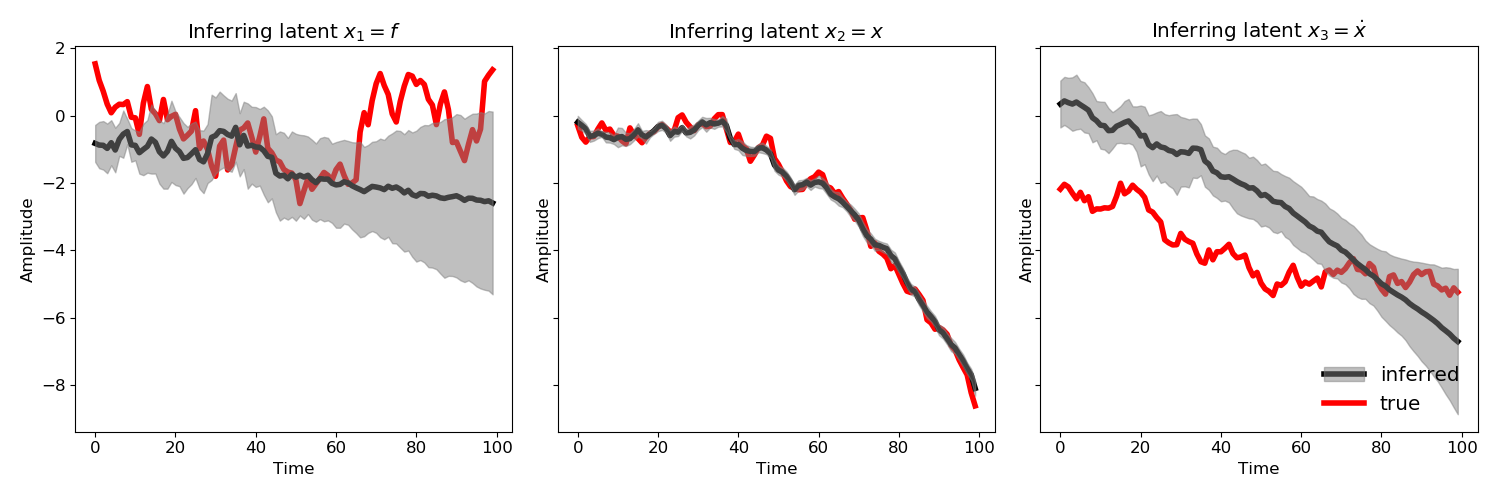 Inferring latent x₁ = f
Inferring latent x₂ = x
Inferring latent x₃ = ẋ
2
0
−2
−4
−6
−8
Amplitude
Amplitude
Amplitude
inferred
true
0 20 40 60 80 100
0 20 40 60 80 100
0 20 40 60 80 100
Time
Time
Time